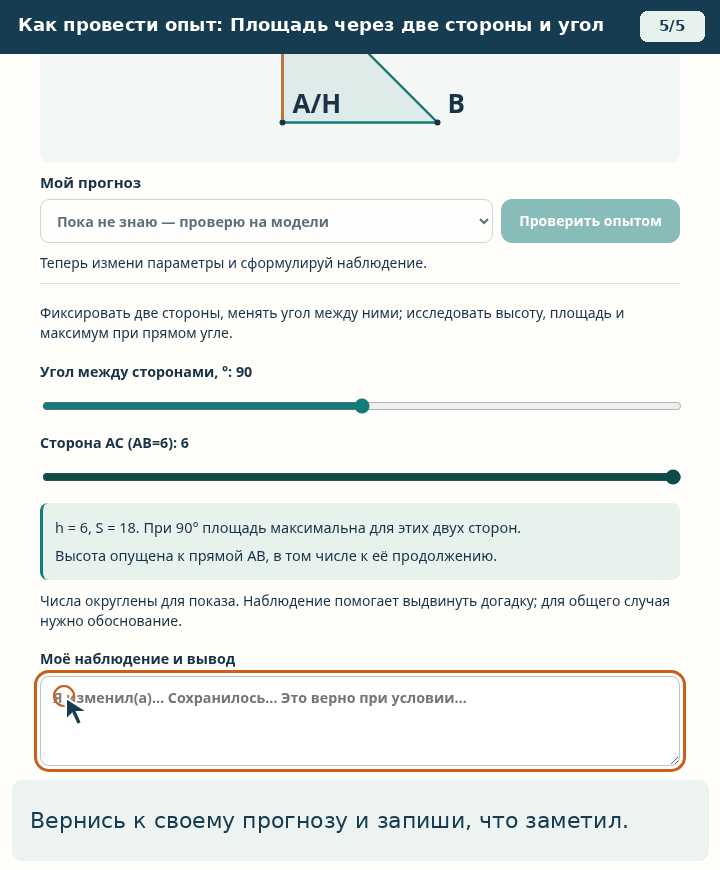 Как провести опыт: Площадь через две стороны и угол
5/5
A/H
B
Мой прогноз
Пока не знаю — проверю на модели
Проверить опытом
Теперь измени параметры и сформулируй наблюдение.
Фиксировать две стороны, менять угол между ними; исследовать высоту, площадь и
максимум при прямом угле.
Угол между сторонами, °: 90
Сторона AC (AB=6): 6
h = 6, S = 18. При 90° площадь максимальна для этих двух сторон.
Высота опущена к прямой AB, в том числе к её продолжению.
Числа округлены для показа. Наблюдение помогает выдвинуть догадку; для общего случая
нужно обоснование.
Моё наблюдение и вывод
Я изменил(а)... Сохранилось... Это верно при условии...
Вернись к своему прогнозу и запиши, что заметил.